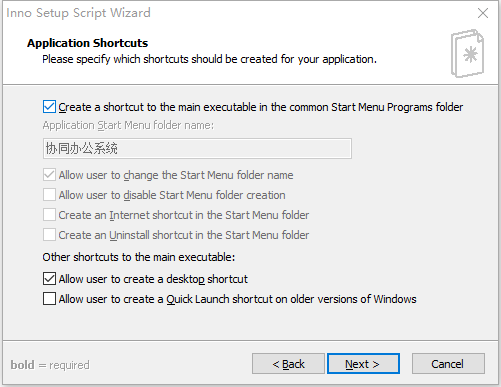 Inno Setup Script Wizard
Application Shortcuts
Please specify which shortcuts should be created for your application.
Create a shortcut to the main executable in the common Start Menu Programs folder
Application Start Menu folder name:
协同办公系统
Allow user to change the Start Menu folder name
Allow user to disable Start Menu folder creation
Create an Internet shortcut in the Start Menu folder
Create an Uninstall shortcut in the Start Menu folder
Other shortcuts to the main executable:
Allow user to create a desktop shortcut
Allow user to create a Quick Launch shortcut on older versions of Windows
bold = required
< Back
Next >
Cancel